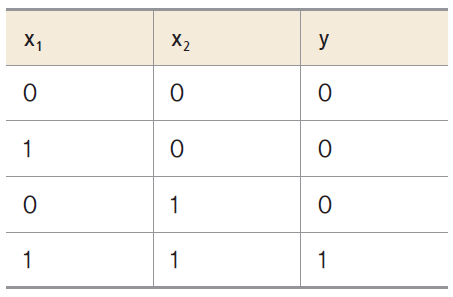 x₁ x₂ y
0 0 0
1 0 0
0 1 0
1 1 1